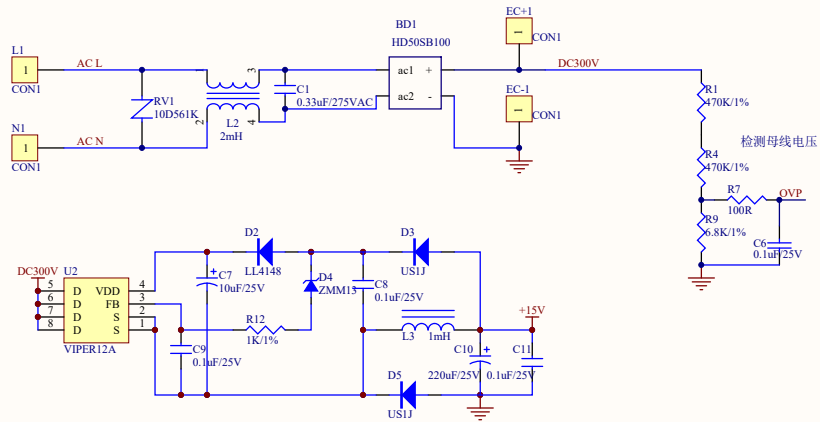 L1
1
CON1
AC L
RV1
10D561K
N1
1
CON1
AC N
1
3
2
4
L2
2mH
C1
0.33uF/275VAC
BD1
HD50SB100
ac1 +
ac2 -
EC+1
1
CON1
EC-1
1
CON1
DC300V
R1
470K/1%
R4
470K/1%
检测母线电压
R7
100R
OVP
R9
6.8K/1%
C6
0.1uF/25V
DC300V
U2
5 D VDD 4
6 D FB 3
7 D S 2
8 D S 1
VIPER12A
C7
10uF/25V
D2
LL4148
D4
ZMM13
R12
1K/1%
C9
0.1uF/25V
C8
0.1uF/25V
D3
US1J
L3 1mH
D5
US1J
+15V
C10
220uF/25V
C11
0.1uF/25V